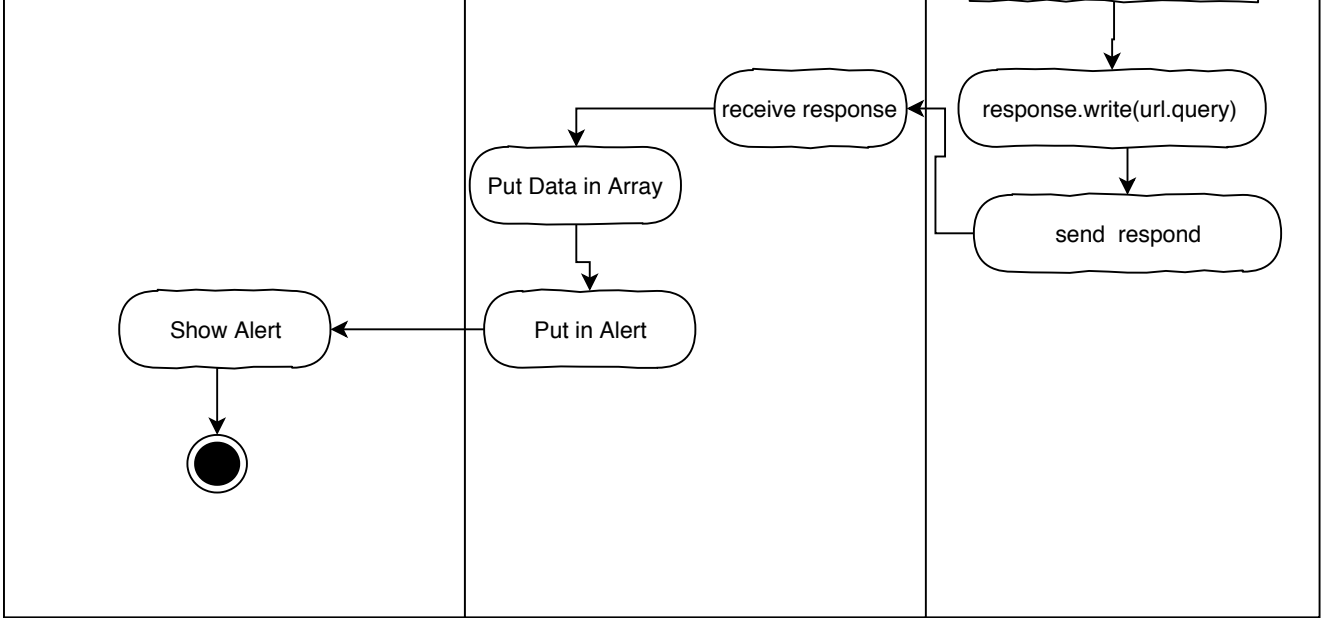 receive response
response.write(url.query)
Put Data in Array
send  respond
Show Alert
Put in Alert